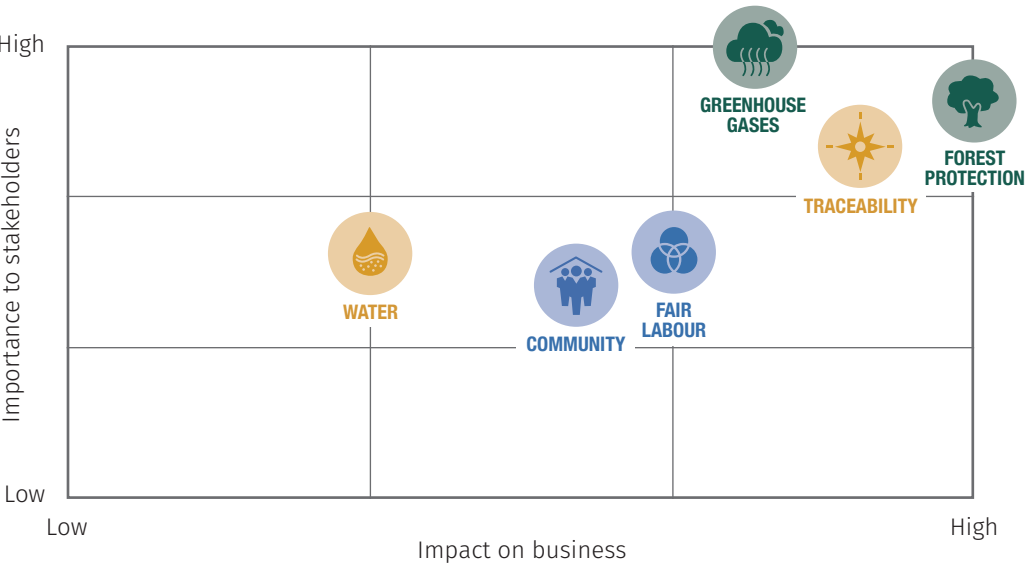 High
GREENHOUSE
GASES
FOREST
PROTECTION
TRACEABILITY
Importance to stakeholders
WATER
FAIR
LABOUR
COMMUNITY
Low
Low
High
Impact on business